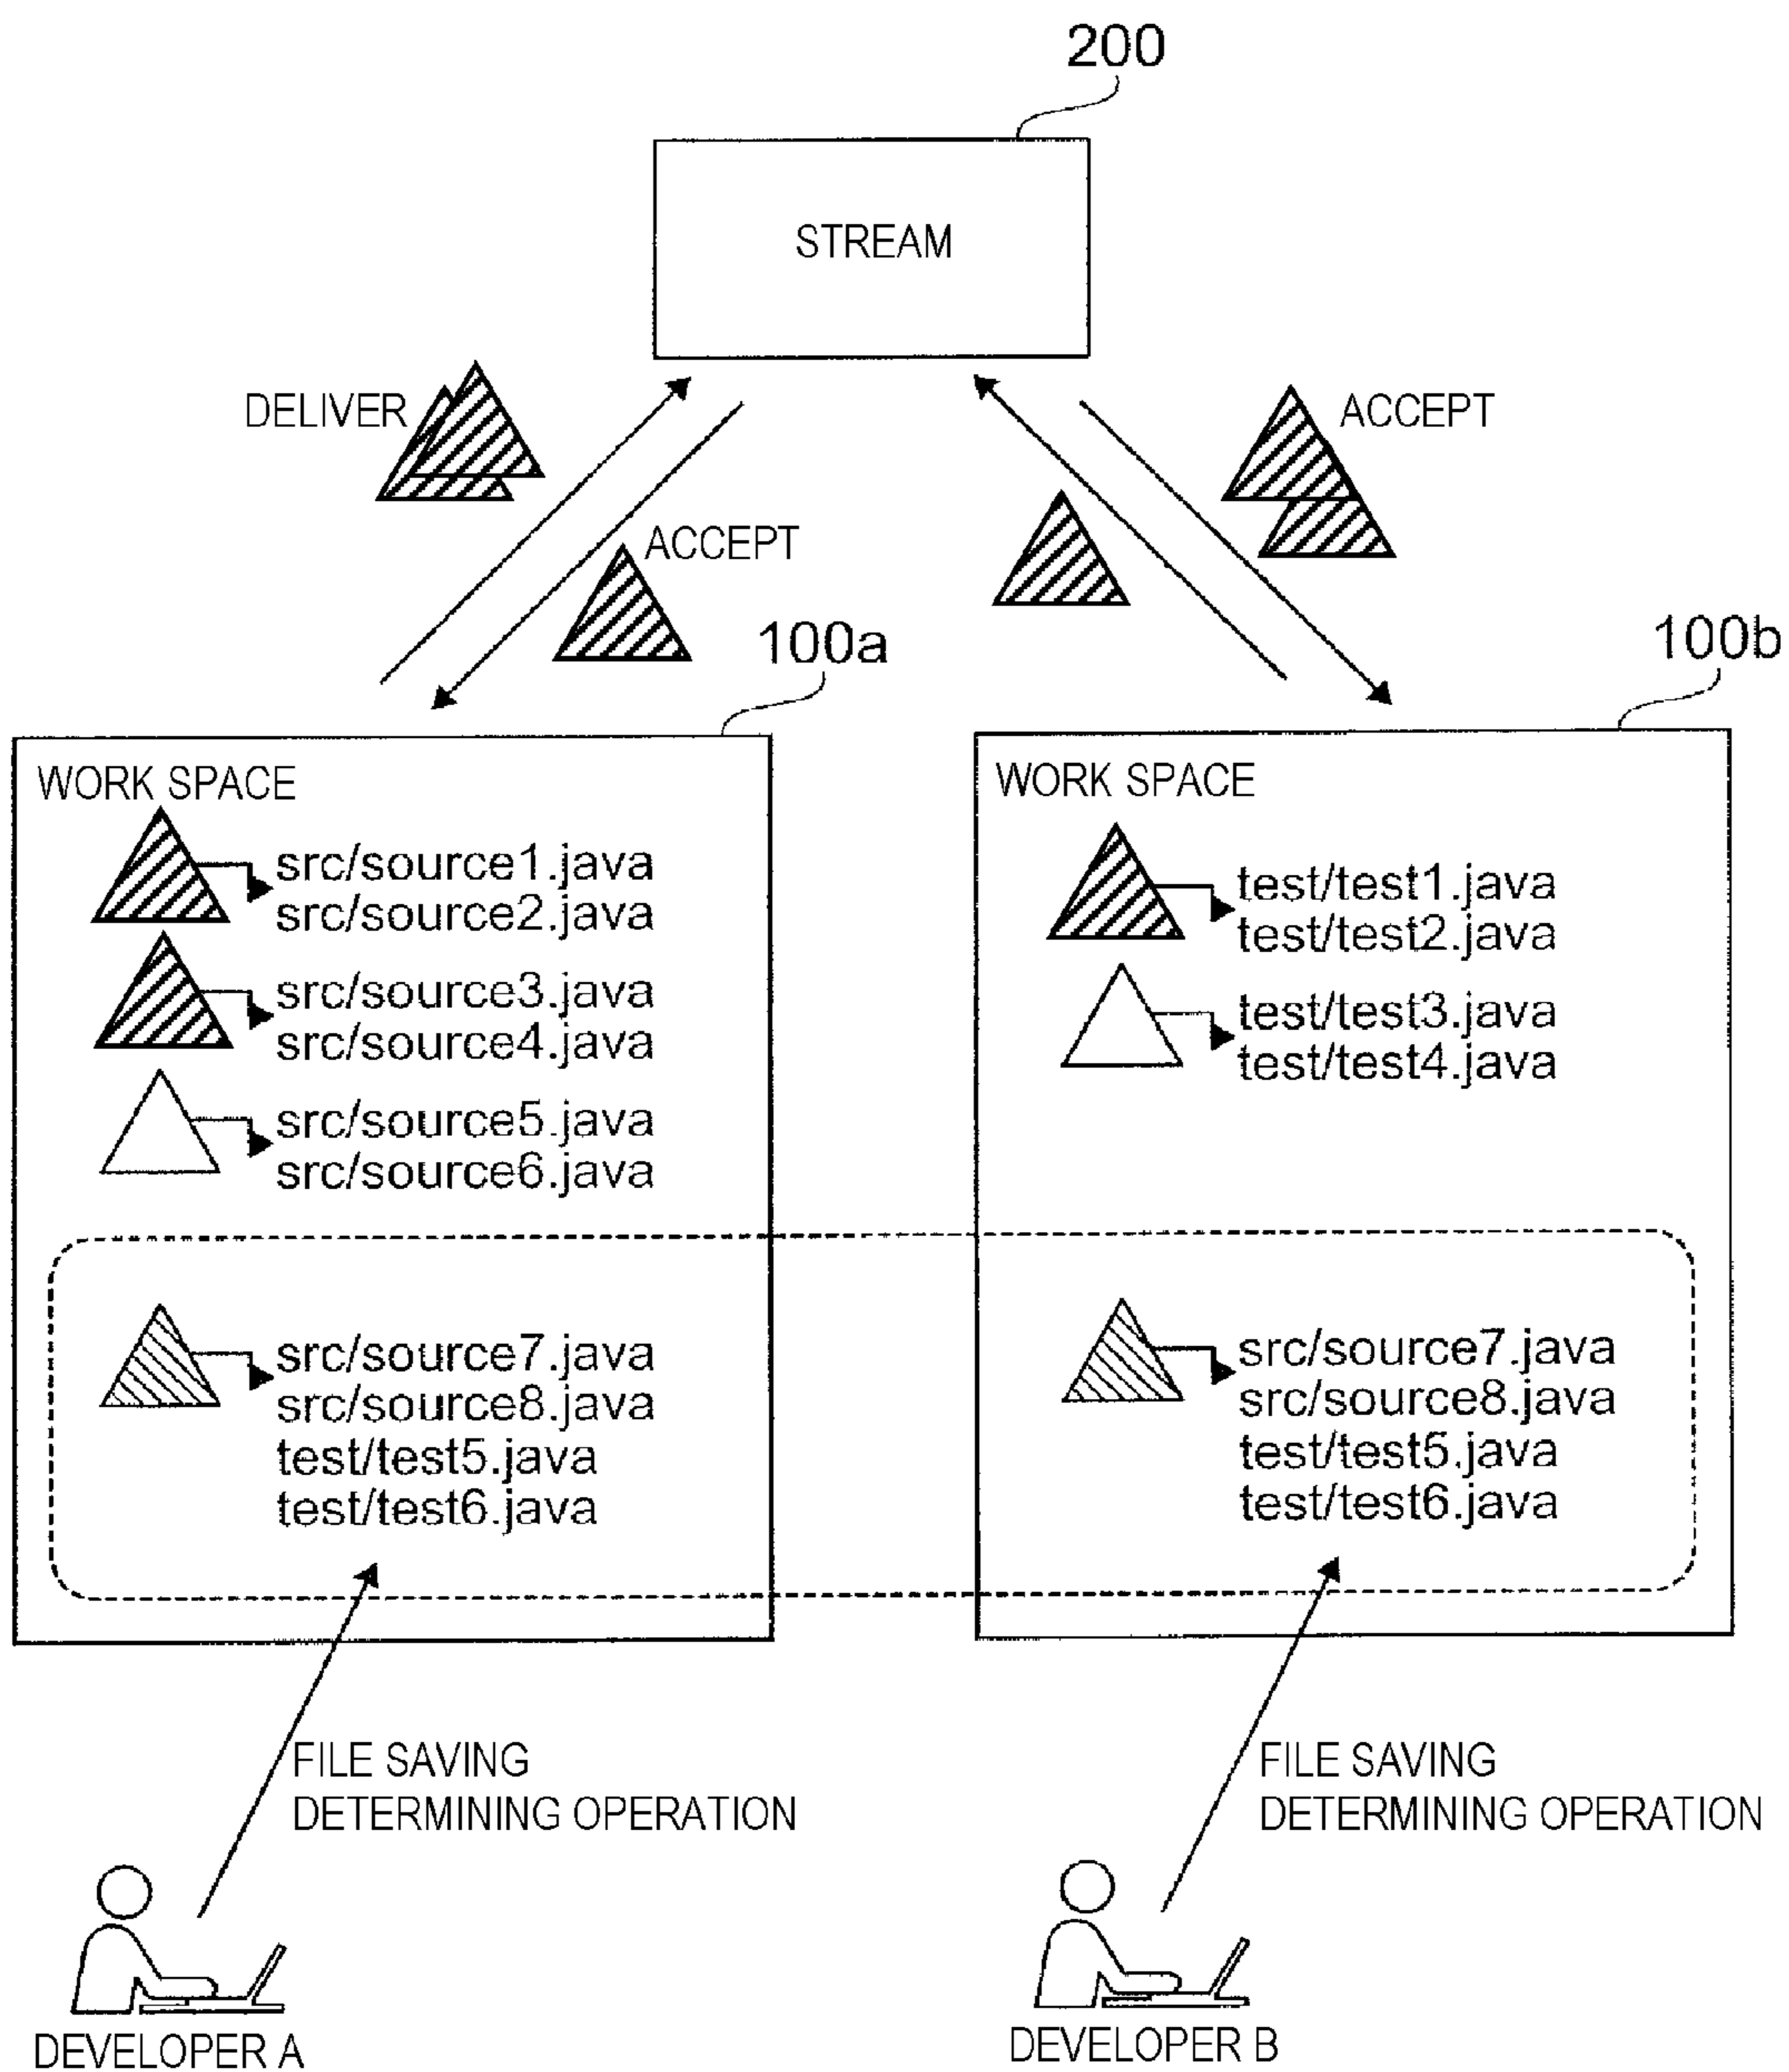 200
STREAM
DELIVER
ACCEPT
ACCEPT
100a
100b
WORK SPACE
src/source1.java
src/source2.java
src/source3.java
src/source4.java
src/source5.java
src/source6.java
src/source7.java
src/source8.java
test/test5.java
test/test6.java
WORK SPACE
test/test1.java
test/test2.java
test/test3.java
test/test4.java
src/source7.java
src/source8.java
test/test5.java
test/test6.java
FILE SAVING
DETERMINING OPERATION
FILE SAVING
DETERMINING OPERATION
DEVELOPER A
DEVELOPER B